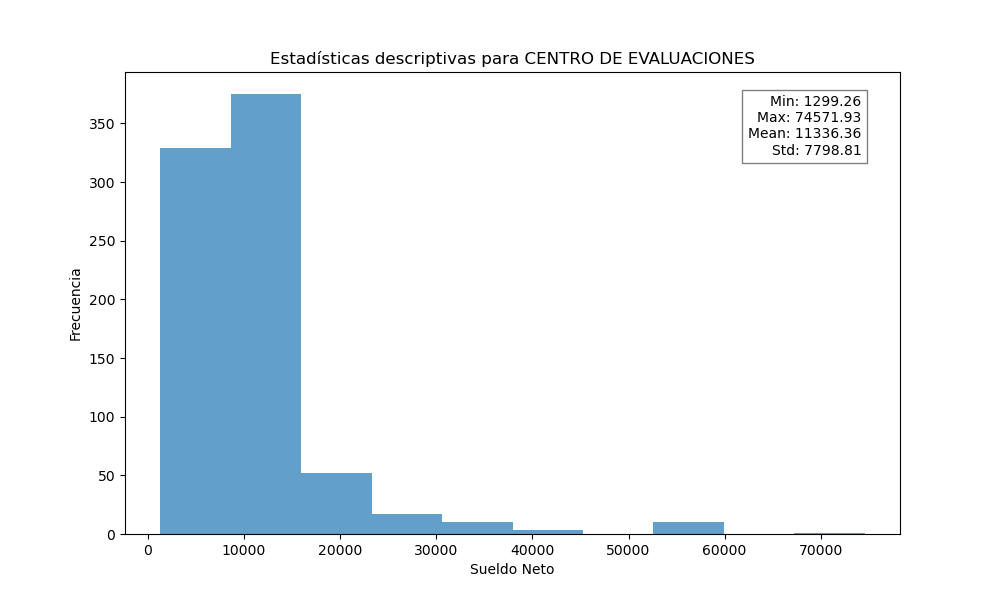 Estadísticas descriptivas para CENTRO DE EVALUACIONES
Min: 1299.26
Max: 74571.93
Mean: 11336.36
Std: 7798.81
Frecuencia
350
300
250
200
150
100
50
0
0 10000 20000 30000 40000 50000 60000 70000
Sueldo Neto